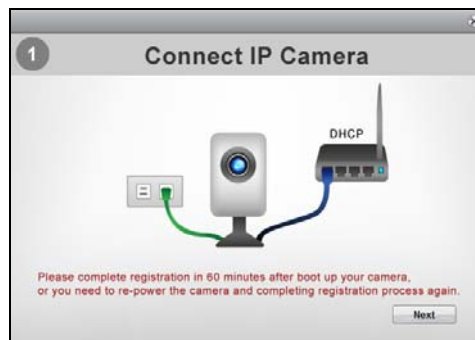 1
Connect IP Camera
DHCP
Please complete registration in 60 minutes after boot up your camera,
or you need to re-power the camera and completing registration process again.
Next